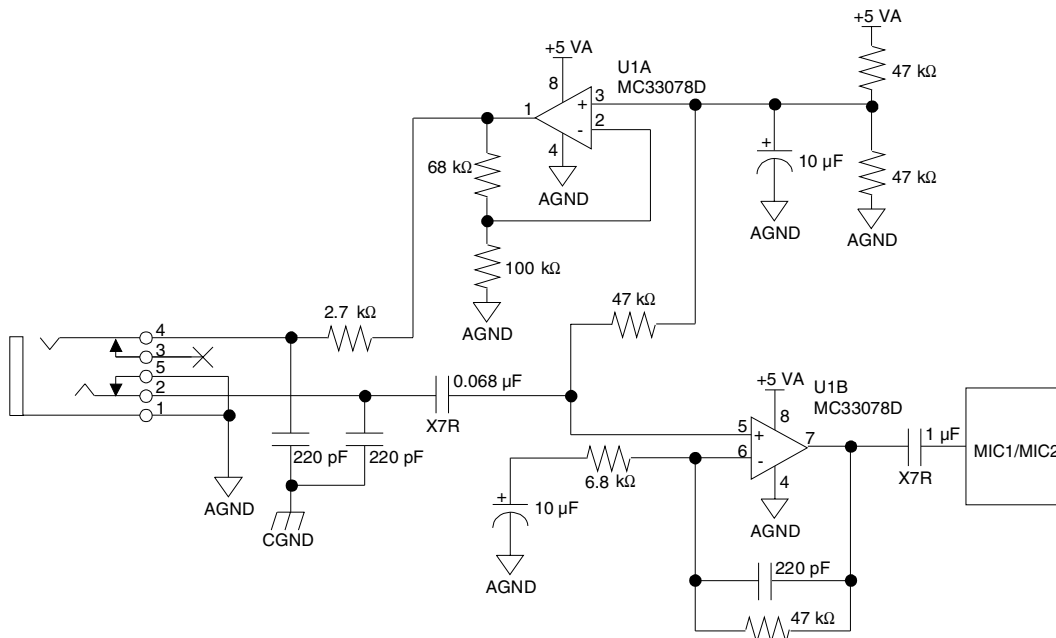 +5 VA
47 kΩ
+5 VA
U1A
MC33078D
8
3
+
1
2
-
4
AGND
68 kΩ
+
10 µF
AGND
47 kΩ
AGND
100 kΩ
AGND
47 kΩ
2.7 kΩ
4
3
5
2
1
0.068 µF
X7R
+5 VA
U1B
MC33078D
8
5
+
7
6
-
4
AGND
1 µF
X7R
MIC1/MIC2
220 pF
220 pF
6.8 kΩ
AGND
CGND
+
10 µF
AGND
220 pF
47 kΩ